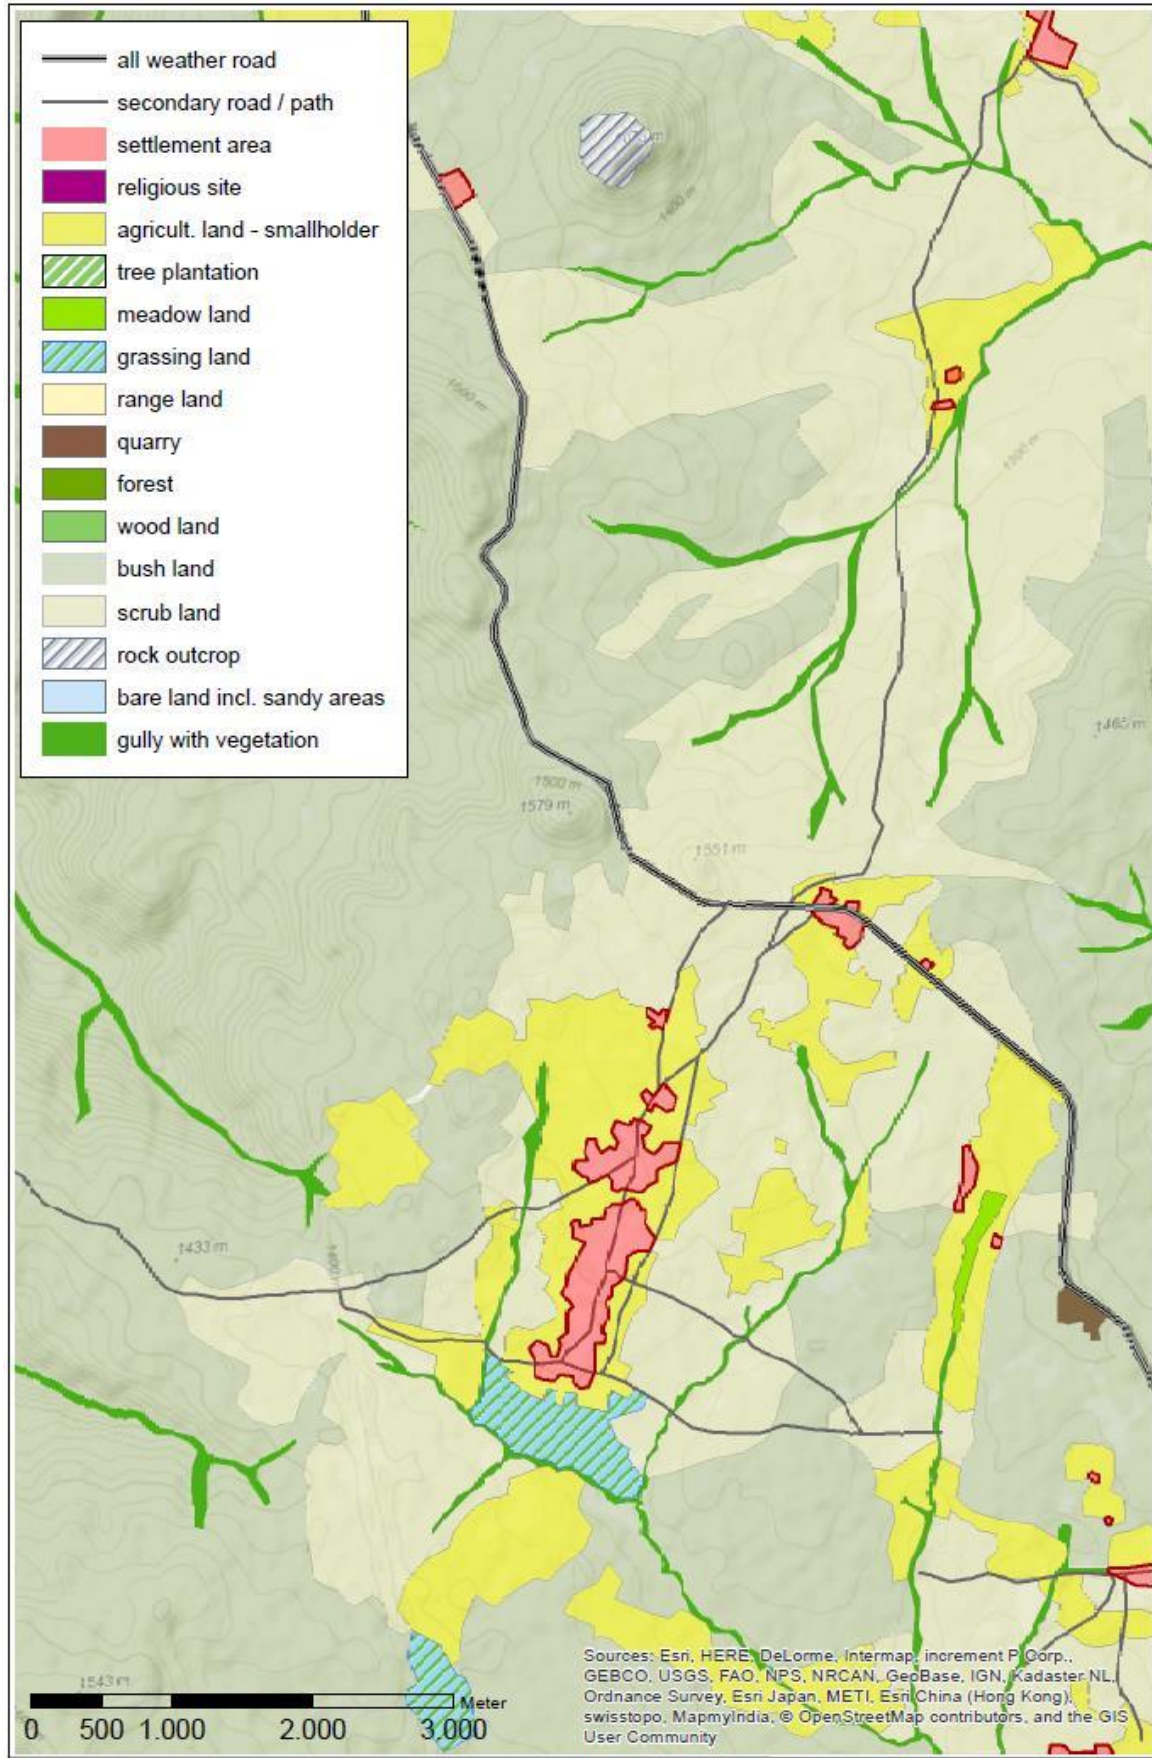 all weather road
secondary road / path
settlement area
religious site
agricult. land - smallholder
tree plantation
meadow land
grassing land
range land
quarry
forest
wood land
bush land
scrub land
rock outcrop
bare land incl. sandy areas
gully with vegetation
1500 m
1465 m
1500 m
1579 m
1551 m
1433 m
1543 m
Meter
0 500 1.000 2.000 3.000
Sources: Esri, HERE, DeLorme, Intermap, increment P Corp.,
GEBCO, USGS, FAO, NPS, NRCAN, GeoBase, IGN, Kadaster NL,
Ordnance Survey, Esri Japan, METI, Esri China (Hong Kong),
swisstopo, MapmyIndia, © OpenStreetMap contributors, and the GIS
User Community